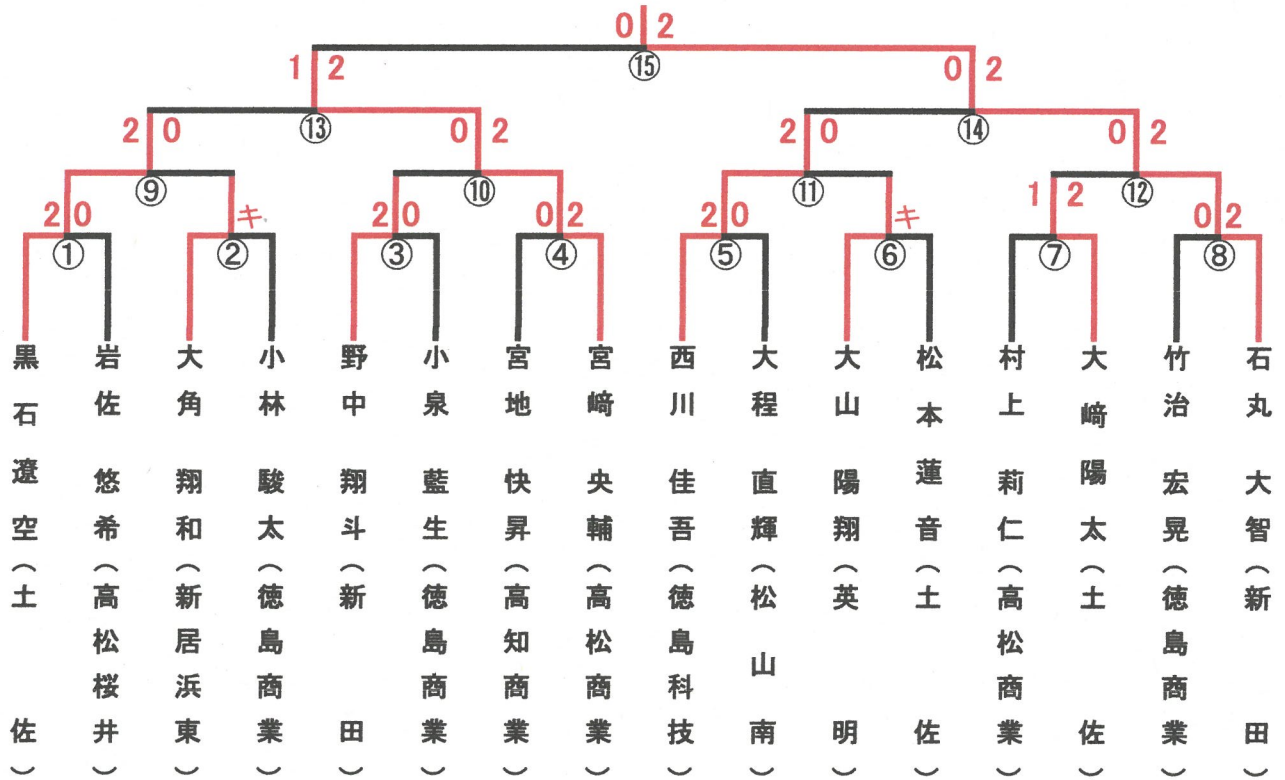 0 2
⑮
1 2
0 2
⑬
⑭
2 0
0 2
2 0
0 2
⑨
⑩
⑪
⑫
2 0
キ
2 0
0 2
2 0
キ
1 2
0 2
①
②
③
④
⑤
⑥
⑦
⑧
黒石遼空(土佐)
岩佐悠希(高松桜井)
大角翔和(新居浜東)
小林駿太(徳島商業)
野中翔斗(新田)
小泉藍生(徳島商業)
宮地快昇(高知商業)
宮﨑央輔(高松商業)
西川佳吾(徳島科技)
大程直輝(松山南)
大山陽翔(英明)
松本蓮音(土佐)
村上莉仁(高松商業)
大﨑陽太(土佐)
竹治宏晃(徳島商業)
石丸大智(新田)